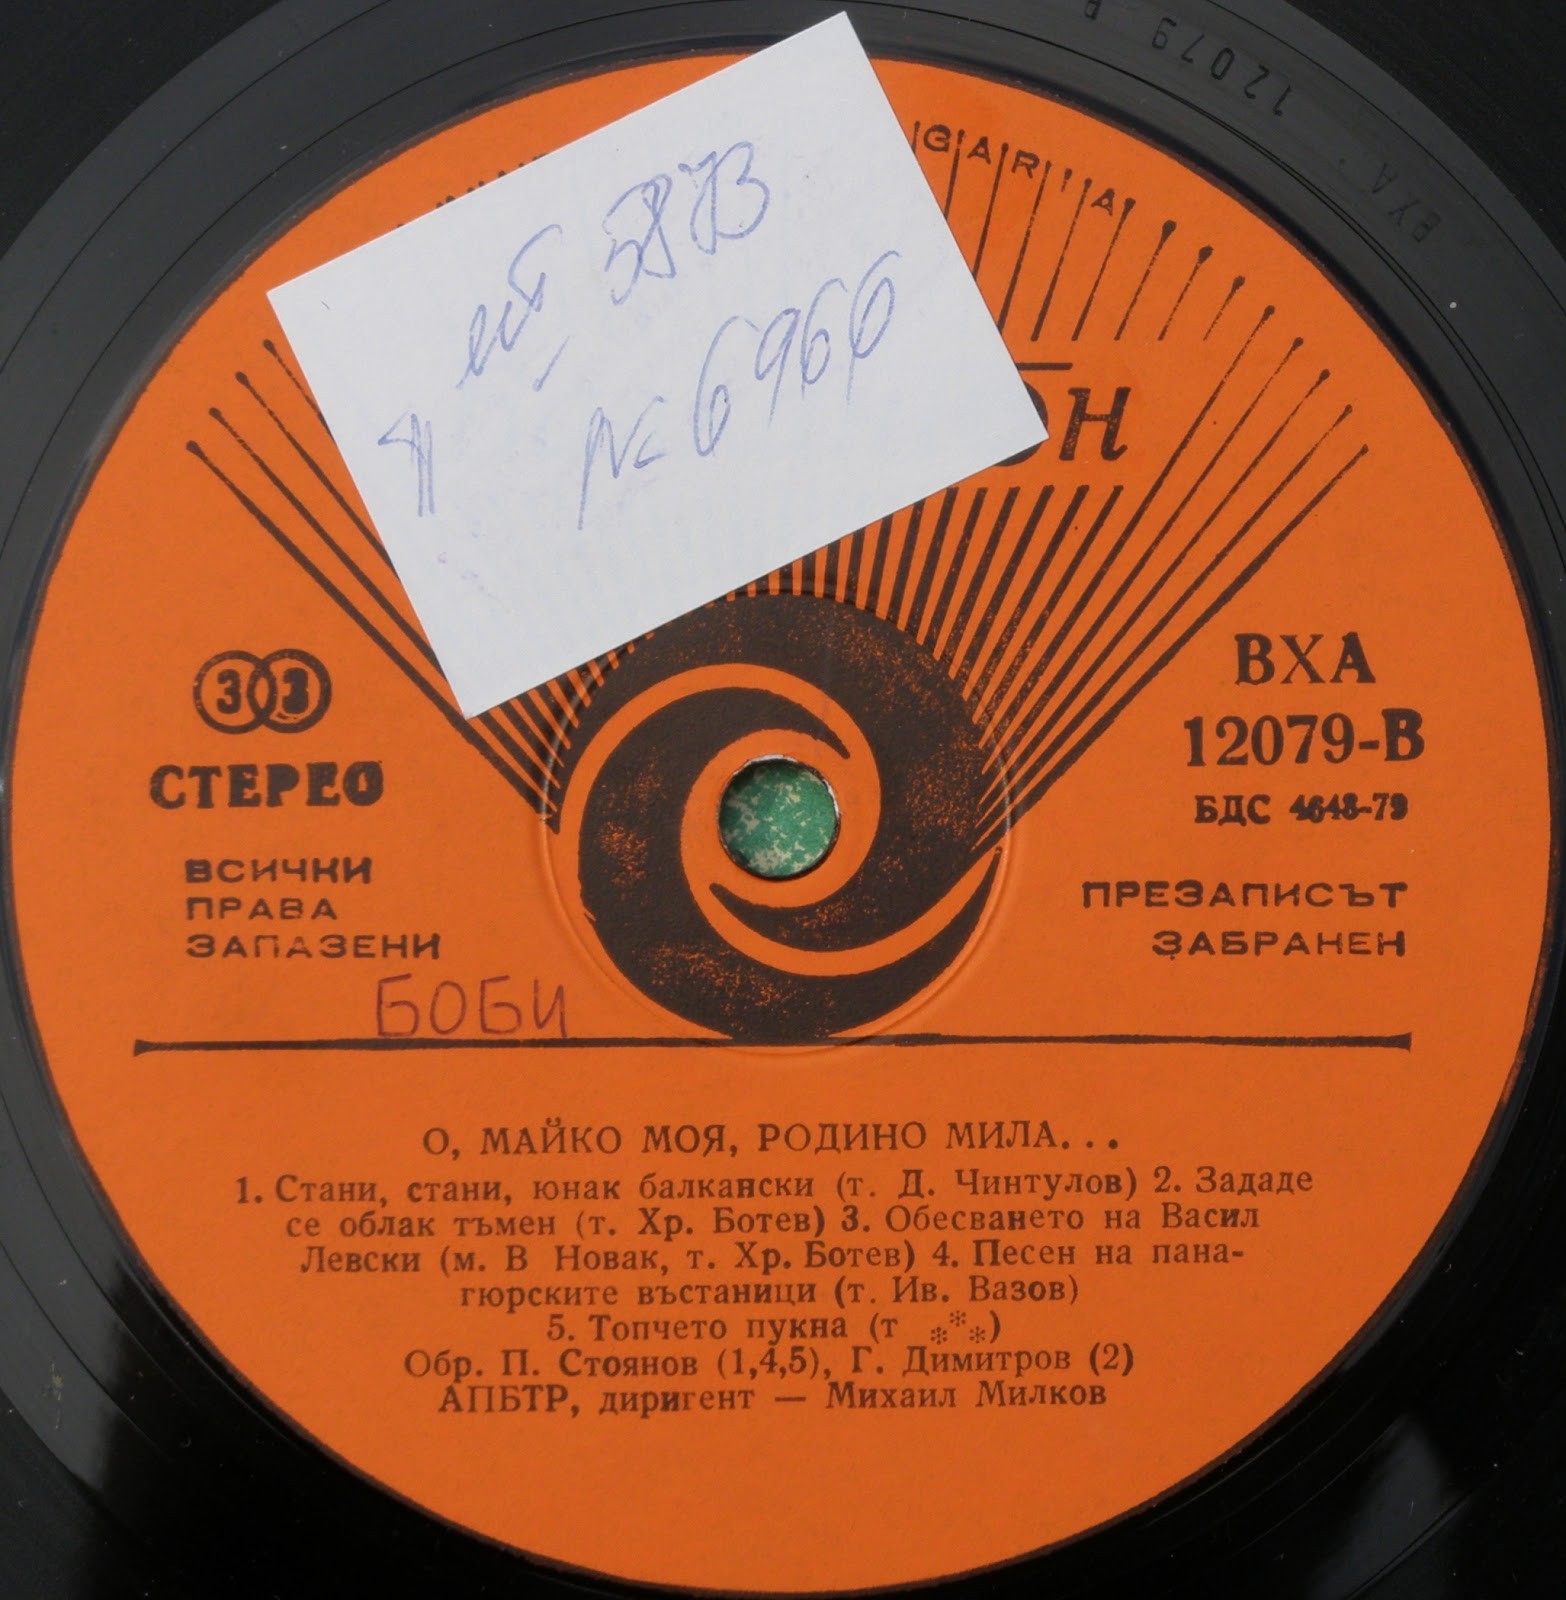 12079 В
ВХА
GARIA
ОН
5873
№ 6966
33
СТЕРЕО
ВСИЧКИ
ПРАВА
ЗАПАЗЕНИ
БОБИ
ВХА
12079-В
БДС 4648-79
ПРЕЗАПИСЪТ
ЗАБРАНЕН
О, МАЙКО МОЯ, РОДИНО МИЛА...
1. Стани, стани, юнак балкански (т. Д. Чинтулов) 2. Зададе
се облак тъмен (т. Хр. Ботев) 3. Обесването на Васил
Левски (м. В Новак, т. Хр. Ботев) 4. Песен на пана-
гюрските въстаници (т. Ив. Вазов)
5. Топчето пукна (т ***)
Обр. П. Стоянов (1,4,5), Г. Димитров (2)
АПБТР, диригент — Михаил Милков